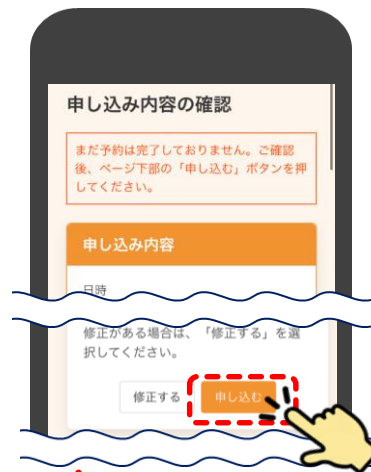 申し込み内容の確認
まだ予約は完了しておりません。ご確認
後、ページ下部の「申し込む」ボタンを押
してください。
申し込み内容
日時
修正がある場合は、「修正する」を選
択してください。
修正する
申し込む